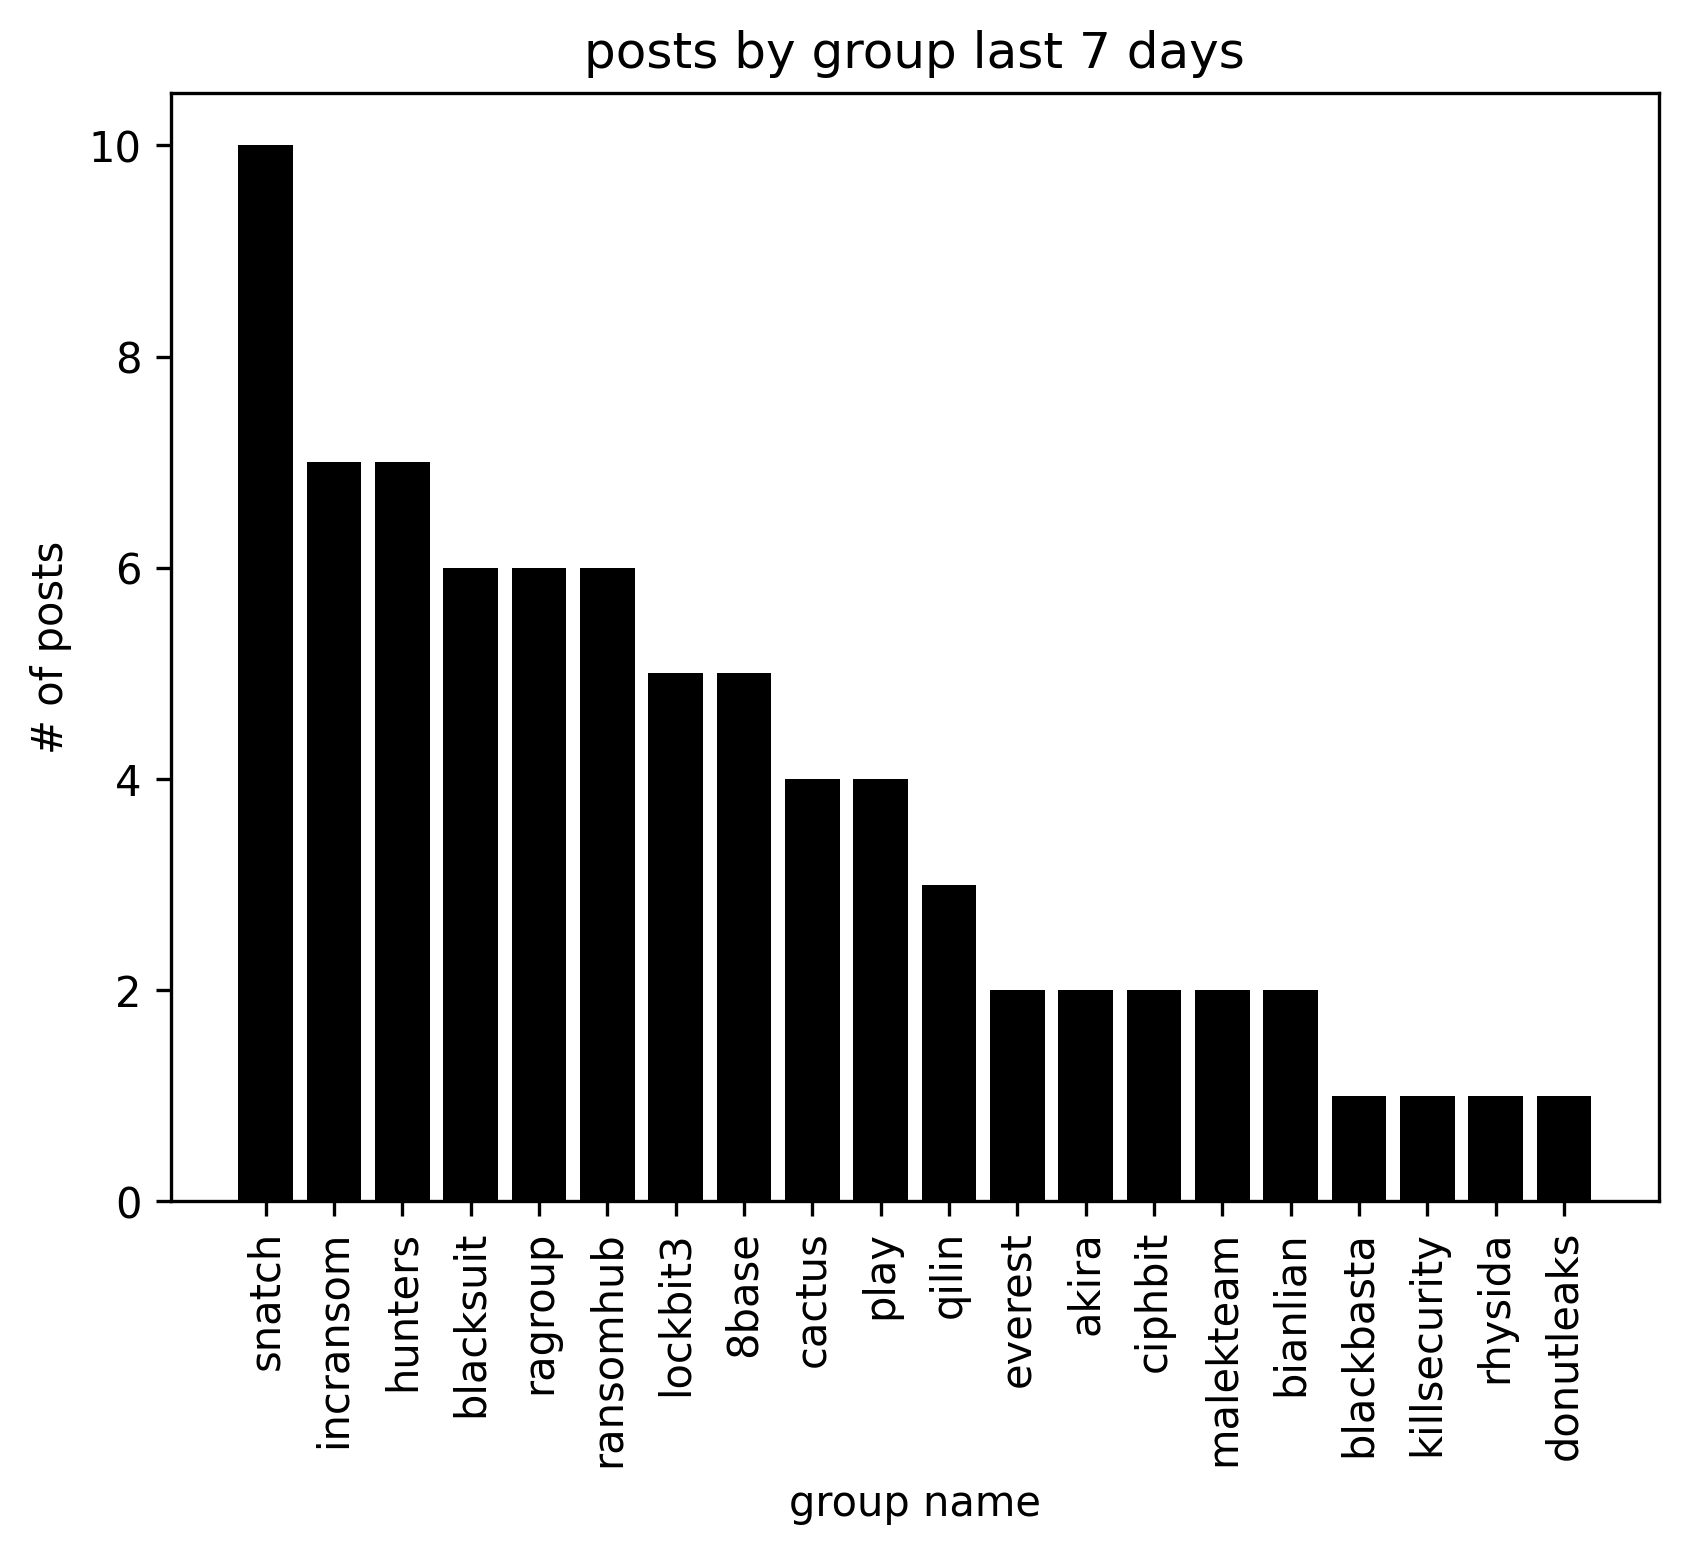 posts by group last 7 days
# of posts
10
8
6
4
2
0
snatch
incransom
hunters
blacksuit
ragroup
ransomhub
lockbit3
8base
cactus
play
qilin
everest
akira
ciphbit
malekteam
bianlian
blackbasta
killsecurity
rhysida
donutleaks
group name